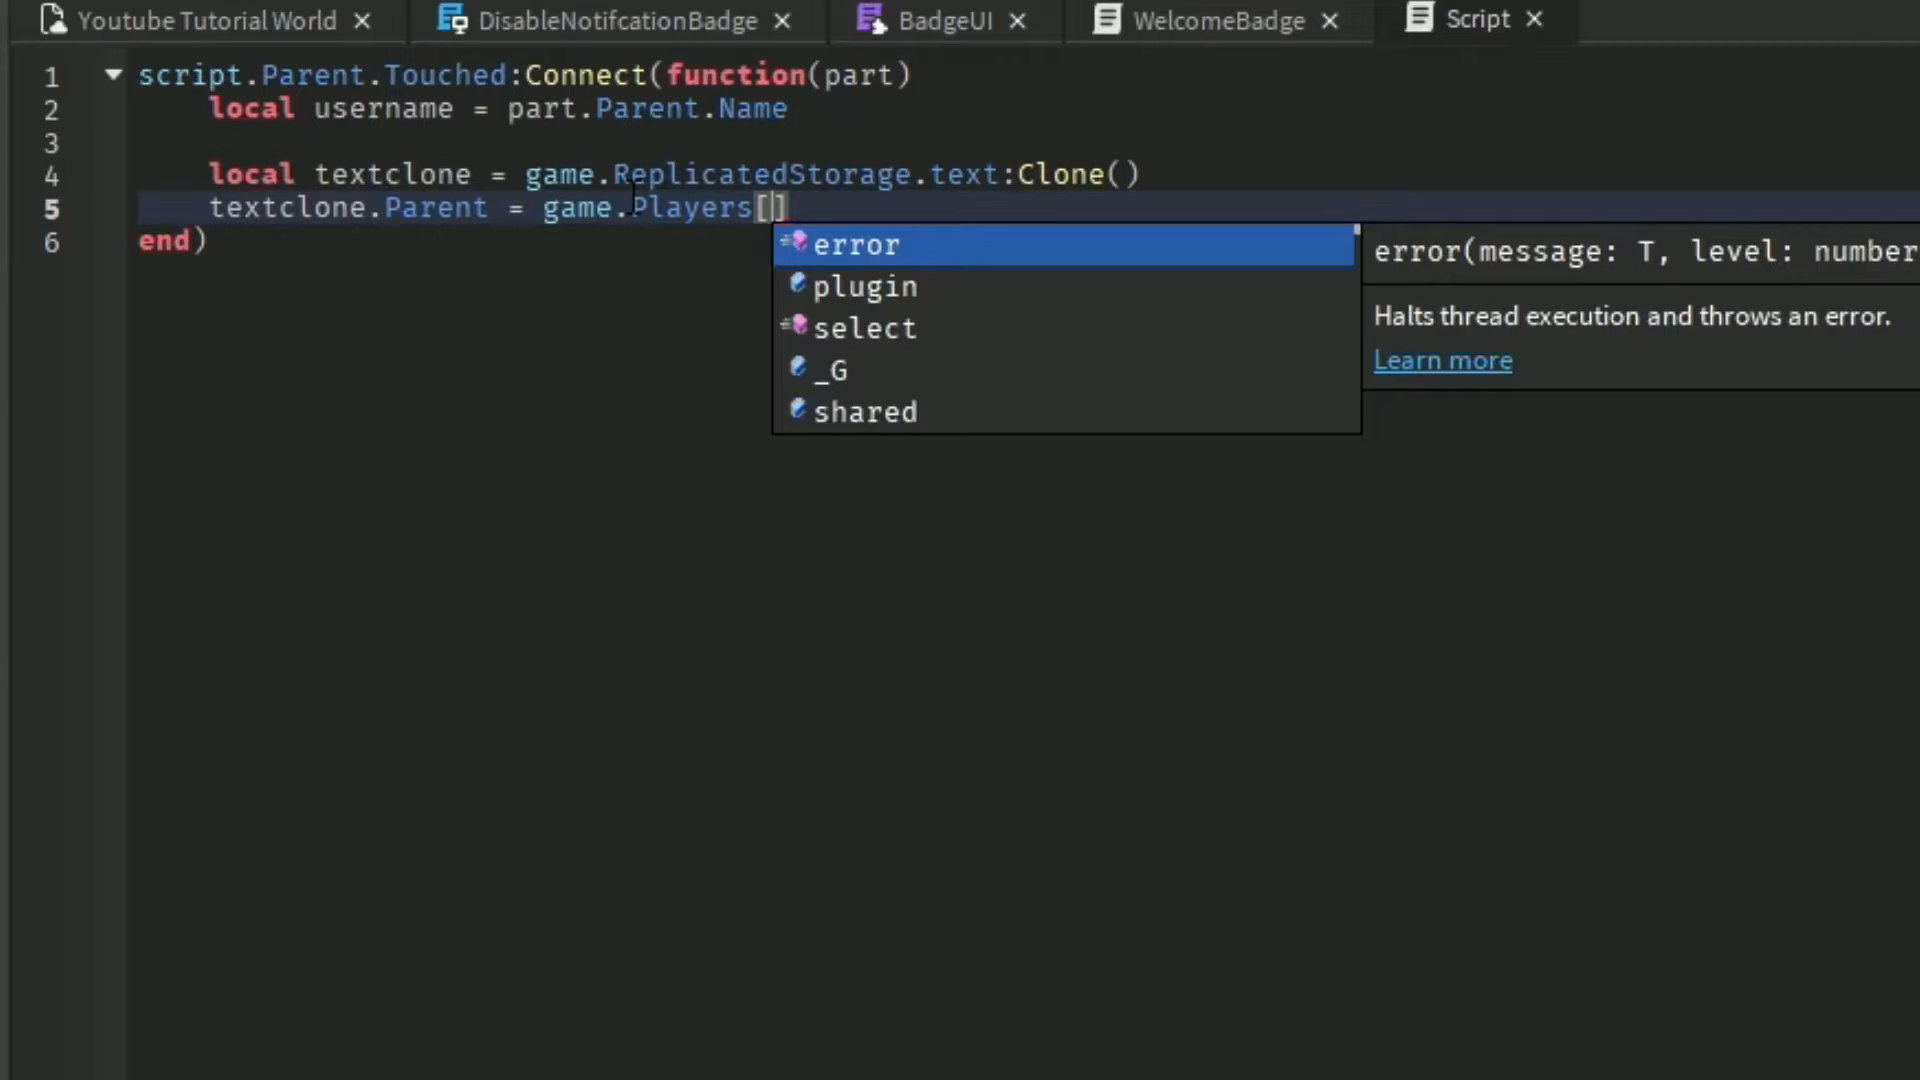 Youtube Tutorial World DisableNotifcationBadge BadgeUI WelcomeBadge Script
1 script.Parent.Touched:Connect(function(part)
2 local username = part.Parent.Name
3
4 local textclone = game.ReplicatedStorage.text:Clone()
5 textclone.Parent = game.Players[]
6 end)
error
plugin
select
_G
shared
error(message: T, level: number
Halts thread execution and throws an error.
Learn more